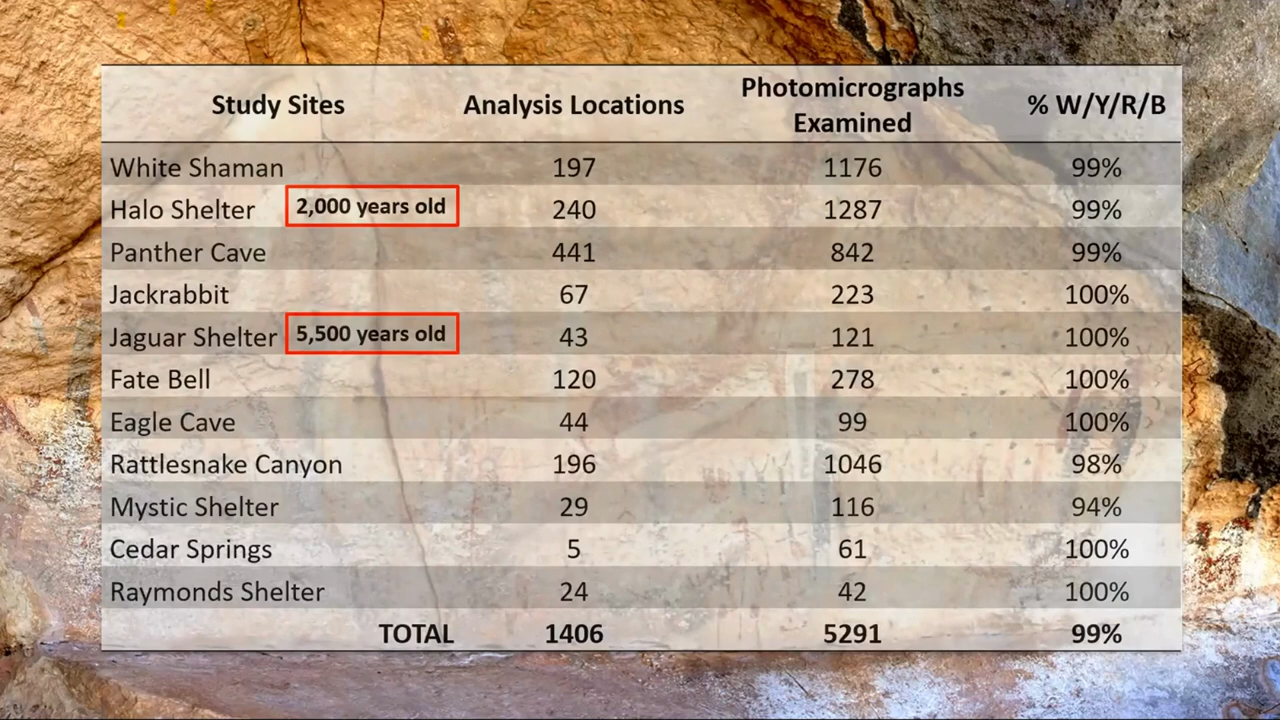 Study Sites Analysis Locations Photomicrographs Examined % W/Y/R/B
White Shaman 197 1176 99%
Halo Shelter 2,000 years old 240 1287 99%
Panther Cave 441 842 99%
Jackrabbit 67 223 100%
Jaguar Shelter 5,500 years old 43 121 100%
Fate Bell 120 278 100%
Eagle Cave 44 99 100%
Rattlesnake Canyon 196 1046 98%
Mystic Shelter 29 116 94%
Cedar Springs 5 61 100%
Raymonds Shelter 24 42 100%
TOTAL 1406 5291 99%